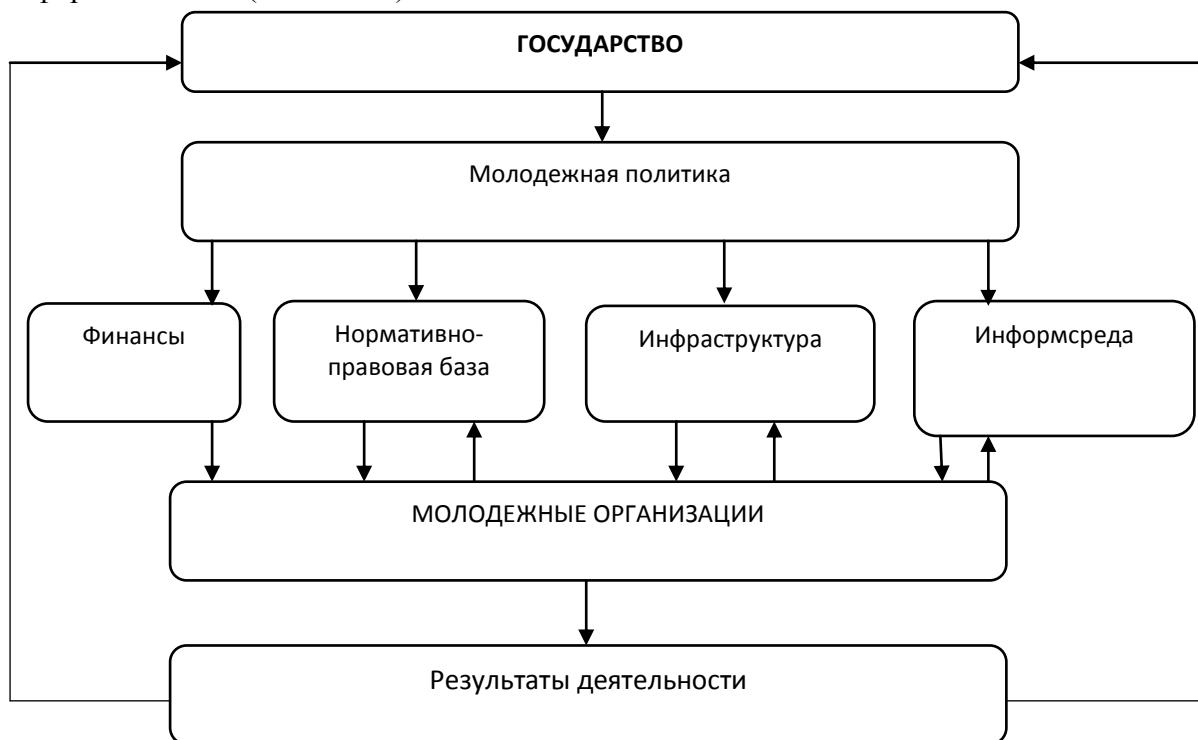 ГОСУДАРСТВО
Молодежная политика
Финансы
Нормативно-
правовая база
Инфраструктура
Информсреда
МОЛОДЕЖНЫЕ ОРГАНИЗАЦИИ
Результаты деятельности